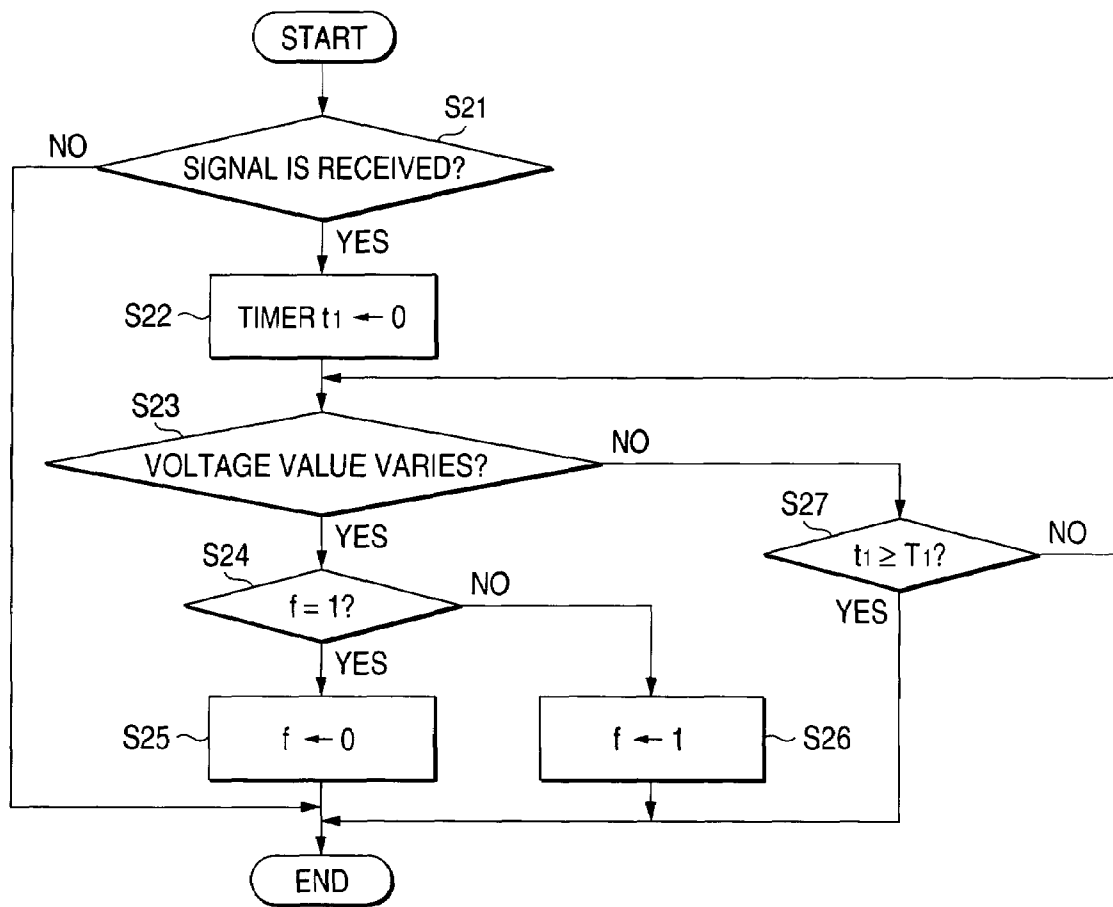 START
S21
NO
SIGNAL IS RECEIVED?
YES
S22
TIMER t1 ← 0
S23
NO
VOLTAGE VALUE VARIES?
S27
YES
NO
t1 ≥ T1?
S24
NO
YES
f = 1?
YES
S25
f ← 0
f ← 1
S26
END